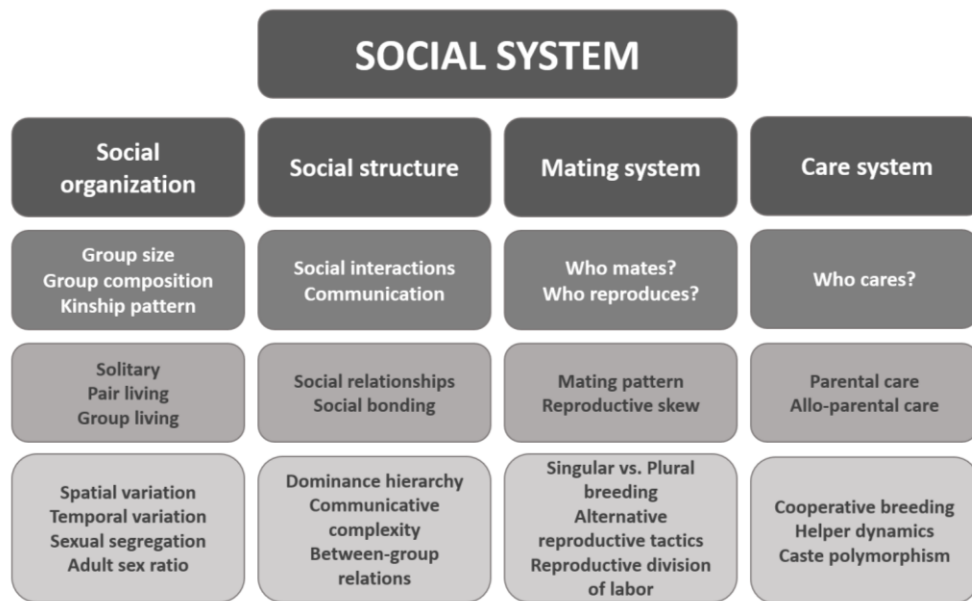 SOCIAL SYSTEM
Social
organization
Social structure
Mating system
Care system
Group size
Group composition
Kinship pattern
Social interactions
Communication
Who mates?
Who reproduces?
Who cares?
Solitary
Pair living
Group living
Social relationships
Social bonding
Mating pattern
Reproductive skew
Parental care
Allo-parental care
Spatial variation
Temporal variation
Sexual segregation
Adult sex ratio
Dominance hierarchy
Communicative
complexity
Between-group
relations
Singular vs. Plural
breeding
Alternative
reproductive tactics
Reproductive division
of labor
Cooperative breeding
Helper dynamics
Caste polymorphism